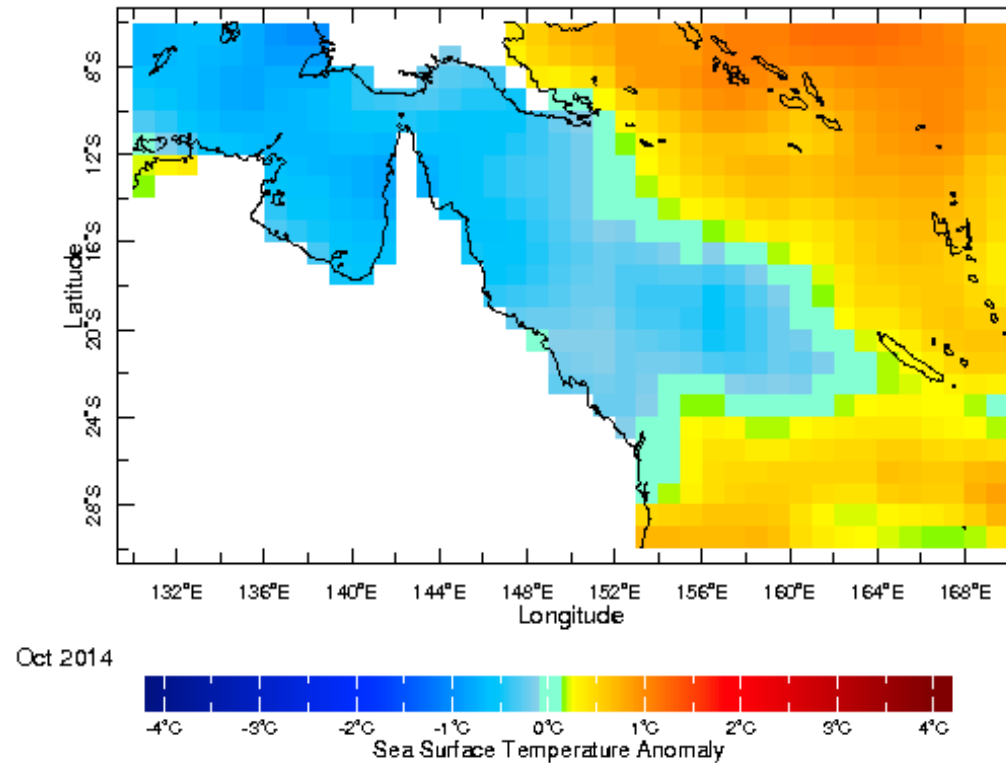 8°S
12°S
16°S
20°S
24°S
28°S
Latitude
132°E 136°E 140°E 144°E 148°E 152°E 156°E 160°E 164°E 168°E
Longitude
Oct 2014
-4°C -3°C -2°C -1°C 0°C 1°C 2°C 3°C 4°C
Sea Surface Temperature Anomaly